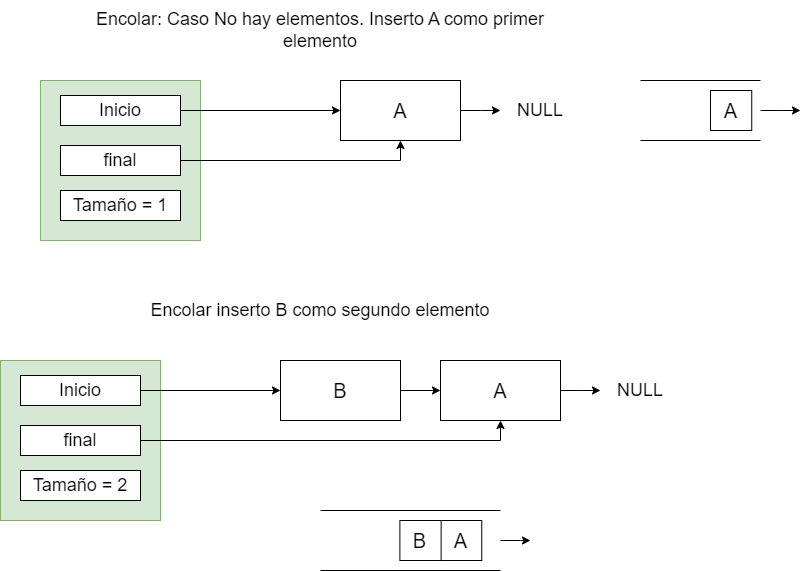 Encolar: Caso No hay elementos. Inserto A como primer
elemento
Inicio
A
NULL
A
final
Tamaño = 1
Encolar inserto B como segundo elemento
Inicio
B
A
NULL
final
Tamaño = 2
B
A